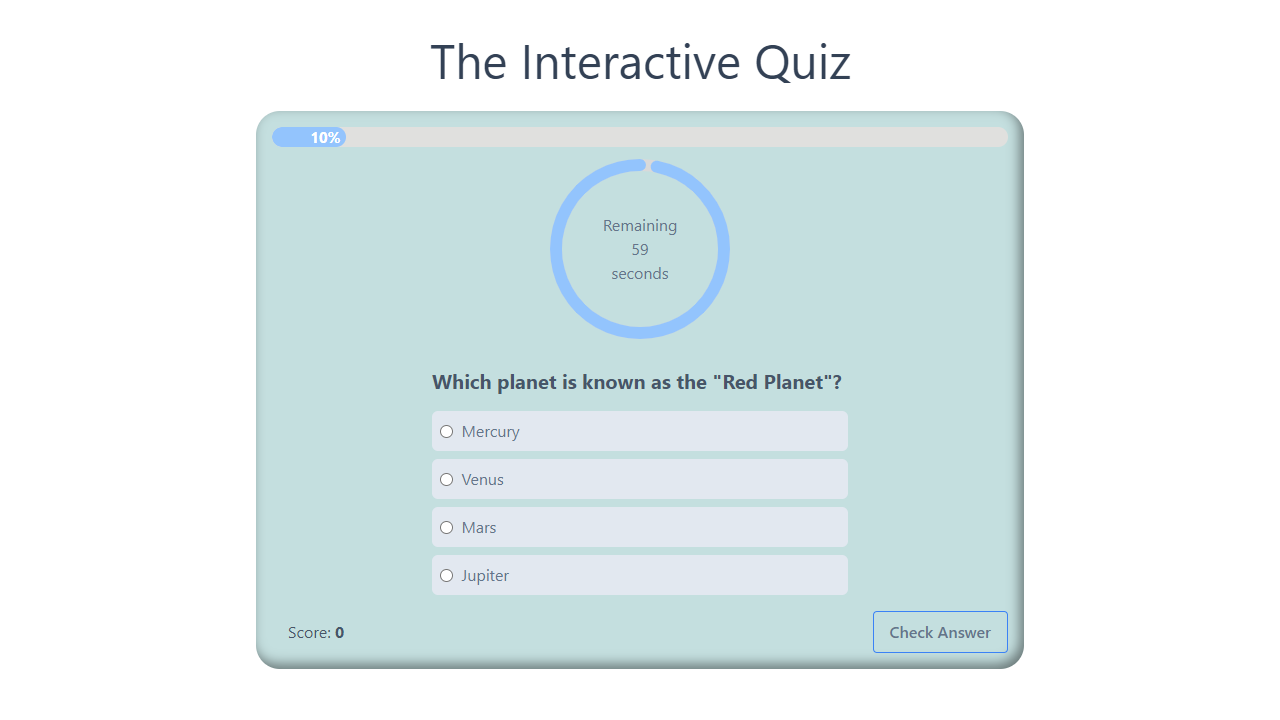 The Interactive Quiz
10%
Remaining
59
seconds
Which planet is known as the "Red Planet"?
Mercury
Venus
Mars
Jupiter
Score: 0
Check Answer